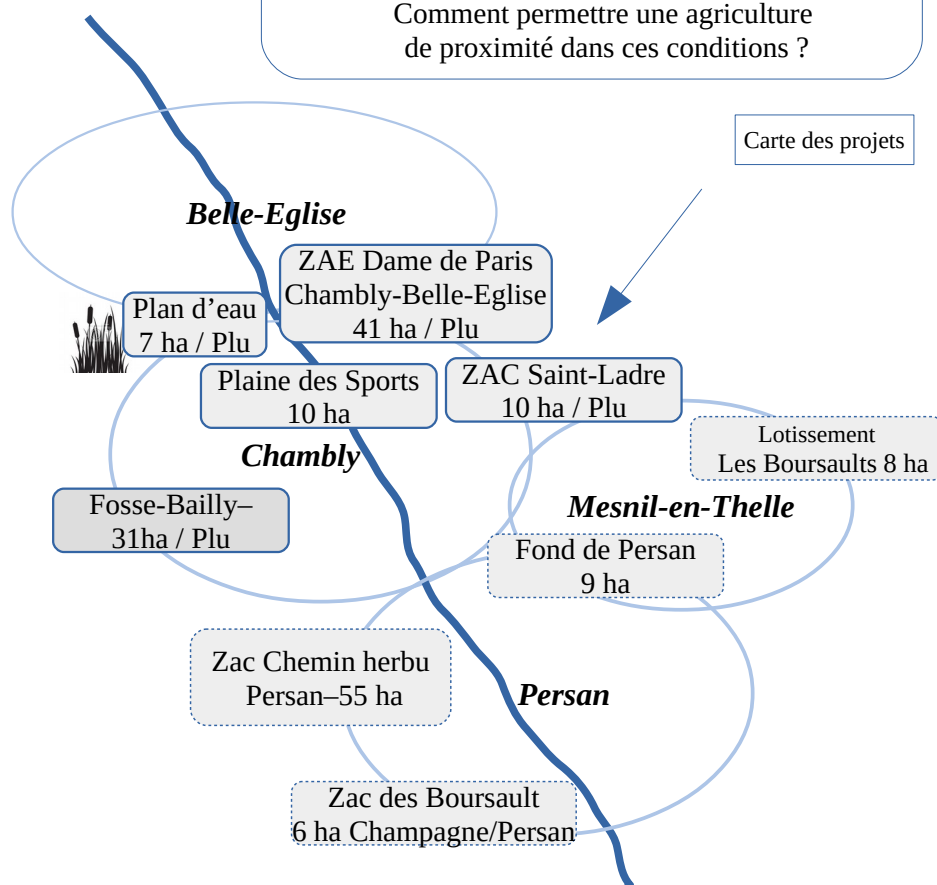 Comment permettre une agriculture
de proximité dans ces conditions ?
Carte des projets
Belle-Eglise
ZAE Dame de Paris
Chambly-Belle-Eglise
41 ha / Plu
Plan d’eau
7 ha / Plu
Plaine des Sports
10 ha
ZAC Saint-Ladre
10 ha / Plu
Lotissement
Les Boursaults 8 ha
Chambly
Fosse-Bailly–
31ha / Plu
Mesnil-en-Thelle
Fond de Persan
9 ha
Zac Chemin herbu
Persan–55 ha
Persan
Zac des Boursault
6 ha Champagne/Persan